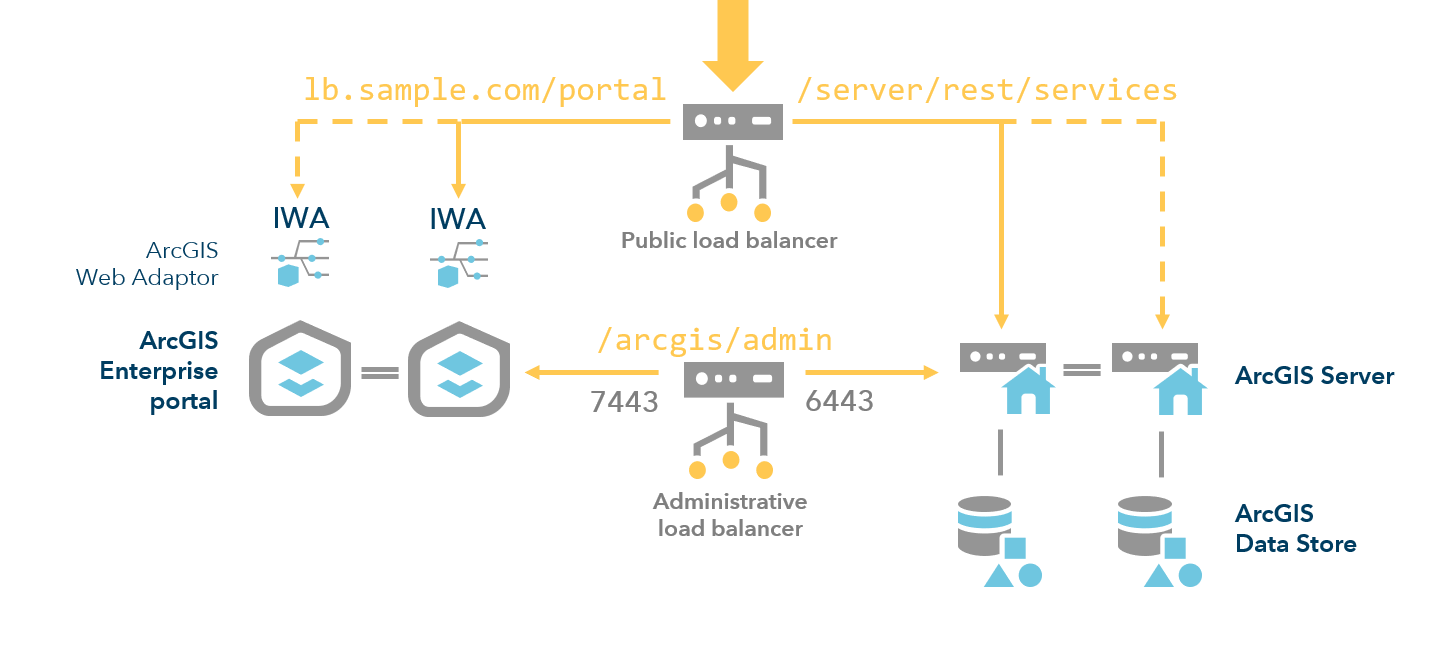 lb.sample.com/portal
/server/rest/services
IWA
IWA
Public load balancer
ArcGIS
Web Adaptor
ArcGIS
Enterprise
portal
/arcgis/admin
7443
6443
ArcGIS Server
Administrative
load balancer
ArcGIS
Data Store